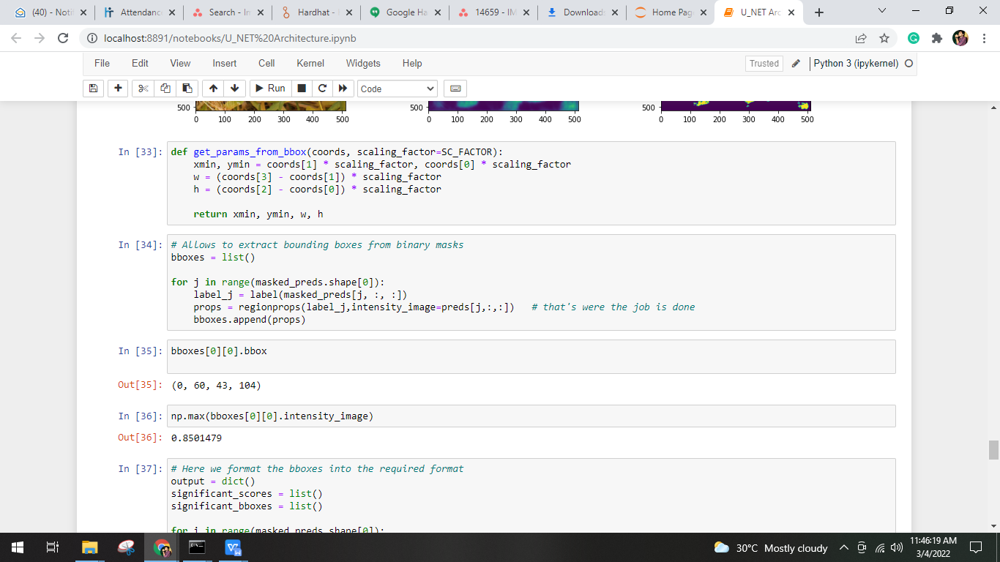 (40) - Noti
Attendanc
Search - In
Hardhat -
Google Ha
14659 - IM
Downloads
Home Pag
U_NET Arc
localhost:8891/notebooks/U_NET%20Architecture.ipynb
File Edit View Insert Cell Kernel Widgets Help
Trusted
Python 3 (ipykernel)
Run
Code
500 500 500
0 100 200 300 400 500 0 100 200 300 400 500 0 100 200 300 400 500
In [33]: def get_params_from_bbox(coords, scaling_factor=SC_FACTOR):
xmin, ymin = coords[1] * scaling_factor, coords[0] * scaling_factor
w = (coords[3] - coords[1]) * scaling_factor
h = (coords[2] - coords[0]) * scaling_factor
return xmin, ymin, w, h
In [34]: # Allows to extract bounding boxes from binary masks
bboxes = list()
for j in range(masked_preds.shape[0]):
label_j = label(masked_preds[j, :, :])
props = regionprops(label_j,intensity_image=preds[j,:,:]) # that's were the job is done
bboxes.append(props)
In [35]: bboxes[0][0].bbox
Out[35]: (0, 60, 43, 104)
In [36]: np.max(bboxes[0][0].intensity_image)
Out[36]: 0.8501479
In [37]: # Here we format the bboxes into the required format
output = dict()
significant_scores = list()
significant_bboxes = list()
for i in range(masked_preds.shape[0]):
30°C Mostly cloudy
11:46:19 AM
3/4/2022